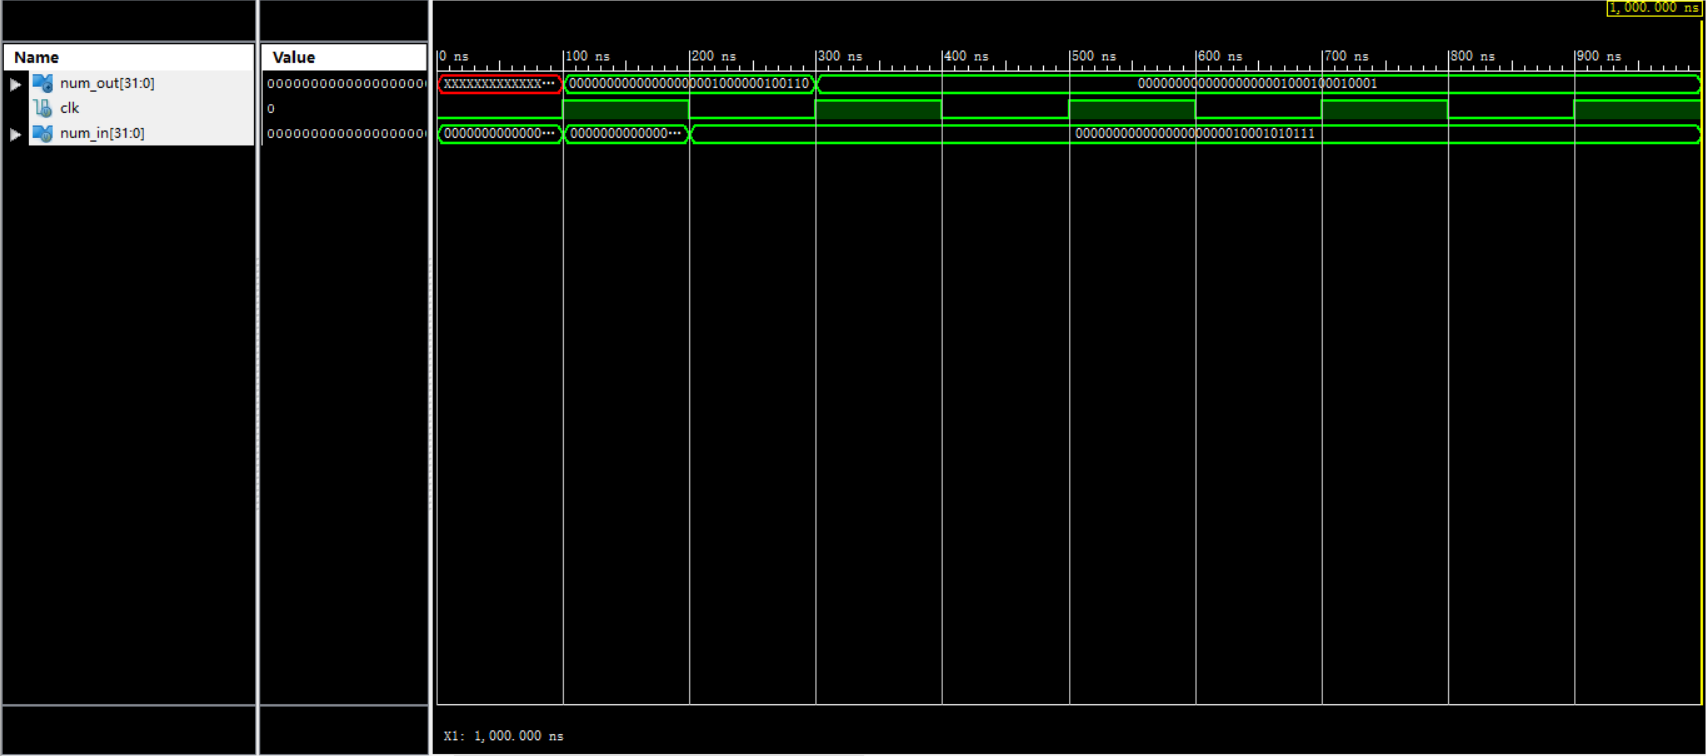 1,000.000 ns
Name Value
0 ns 100 ns 200 ns 300 ns 400 ns 500 ns 600 ns 700 ns 800 ns 900 ns
num_out[31:0] 0000000000000000000 XXXXXXXXXXXXX··· 00000000000000000001000000100110 00000000000000000001000100010001
clk 0
num_in[31:0] 0000000000000000000 0000000000000··· 0000000000000··· 00000000000000000000010001010111
X1: 1,000.000 ns